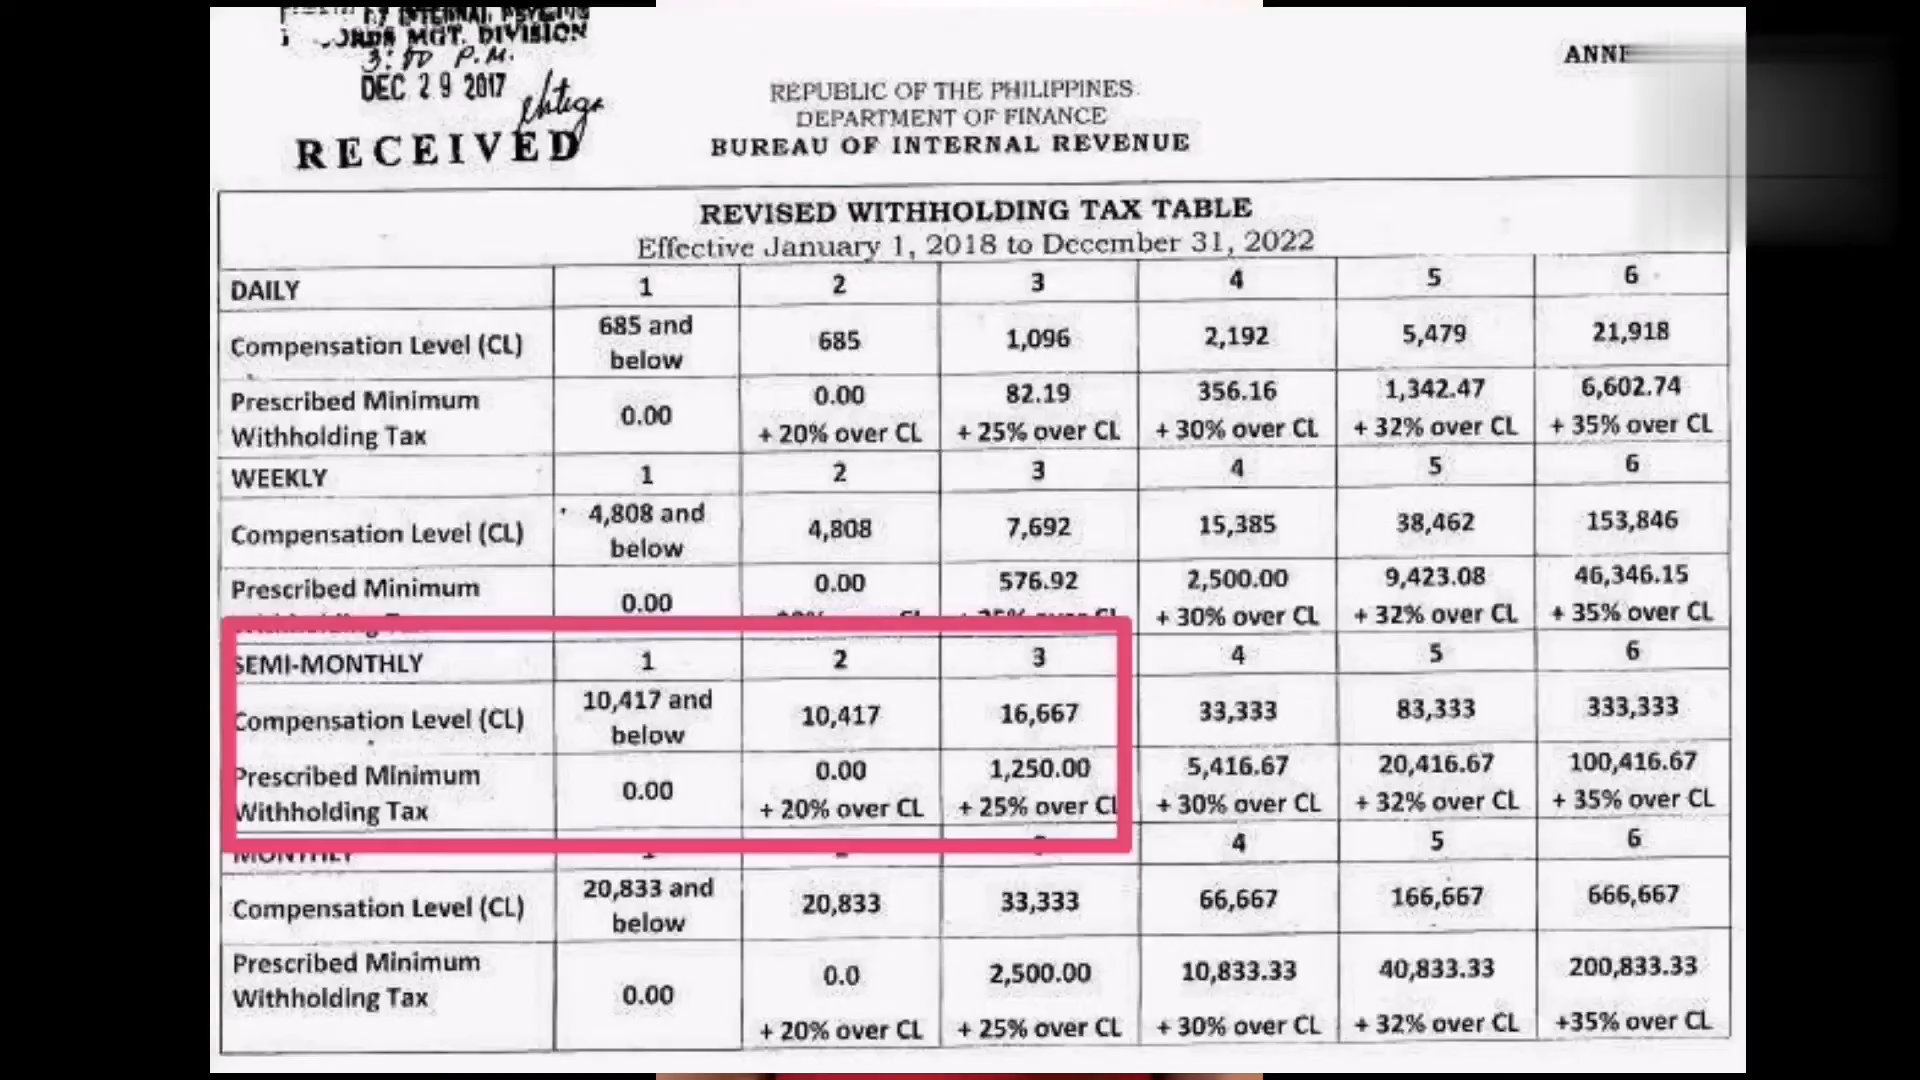 INTERNAL
MGT. DIVISION
3:00 P.M.
DEC 29 2017
RECEIVED
REPUBLIC OF THE PHILIPPINES
DEPARTMENT OF FINANCE
BUREAU OF INTERNAL REVENUE
REVISED WITHHOLDING TAX TABLE
Effective January 1, 2018 to December 31, 2022
DAILY 1 2 3 4 5 6
Compensation Level (CL) 685 and below 685 1,096 2,192 5,479 21,918
Prescribed Minimum Withholding Tax 0.00 0.00 + 20% over CL 82.19 + 25% over CL 356.16 + 30% over CL 1,342.47 + 32% over CL 6,602.74 + 35% over CL
WEEKLY 1 2 3 4 5 6
Compensation Level (CL) 4,808 and below 4,808 7,692 15,385 38,462 153,846
Prescribed Minimum Withholding Tax 0.00 0.00 576.92 + 25% over CL 2,500.00 + 30% over CL 9,423.08 + 32% over CL 46,346.15 + 35% over CL
SEMI-MONTHLY 1 2 3 4 5 6
Compensation Level (CL) 10,417 and below 10,417 16,667 33,333 83,333 333,333
Prescribed Minimum Withholding Tax 0.00 0.00 + 20% over CL 1,250.00 + 25% over CL 5,416.67 + 30% over CL 20,416.67 + 32% over CL 100,416.67 + 35% over CL
MONTHLY 1 2 3 4 5 6
Compensation Level (CL) 20,833 and below 20,833 33,333 66,667 166,667 666,667
Prescribed Minimum Withholding Tax 0.00 0.0 + 20% over CL 2,500.00 + 25% over CL 10,833.33 + 30% over CL 40,833.33 + 32% over CL 200,833.33 +35% over CL